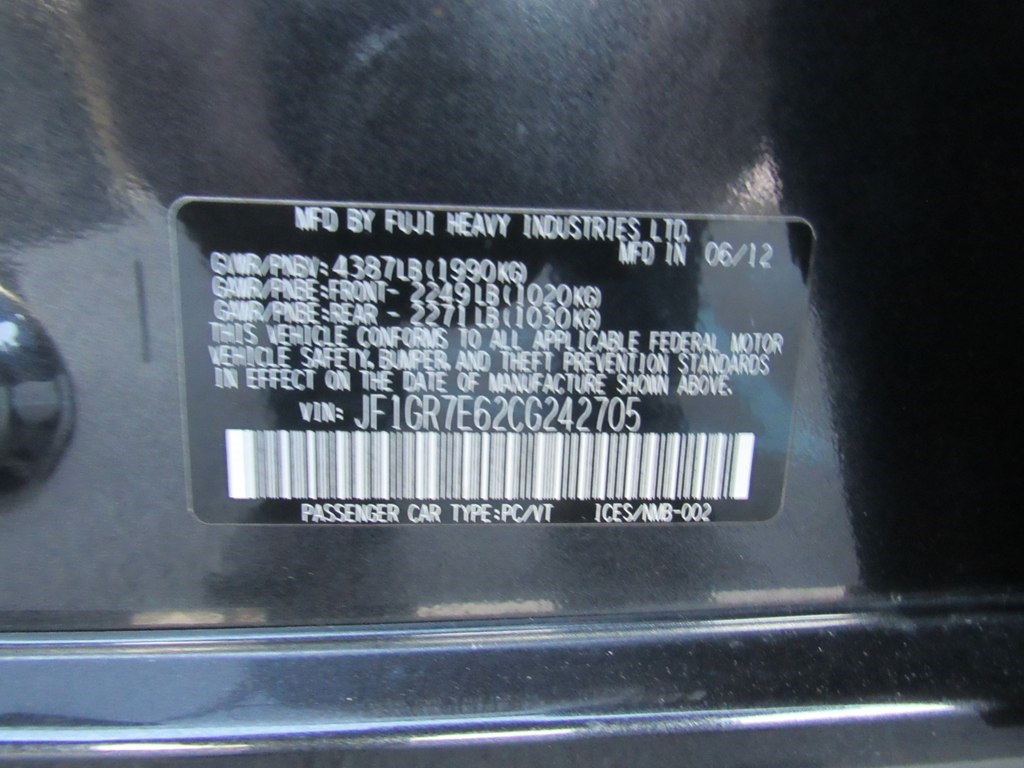 MFD BY FUJI HEAVY INDUSTRIES LTD.
MFD IN 06/12
GVWR/PNBV:4387LB(1990KG)
GAWR/PNBE:FRONT- 2249LB(1020KG)
GAWR/PNBE:REAR - 2271LB(1030KG)
THIS VEHICLE CONFORMS TO ALL APPLICABLE FEDERAL MOTOR
VEHICLE SAFETY, BUMPER, AND THEFT PREVENTION STANDARDS
IN EFFECT ON THE DATE OF MANUFACTURE SHOWN ABOVE.
VIN: JF1GR7E62CG242705
PASSENGER CAR TYPE:PC/VT ICES/NMB-002